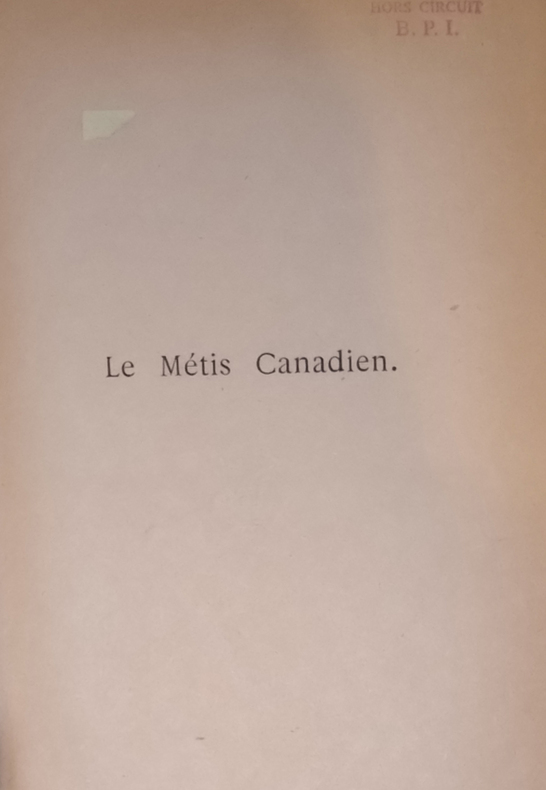 HORS CIRCUIT
B. P. I.
Le Métis Canadien.